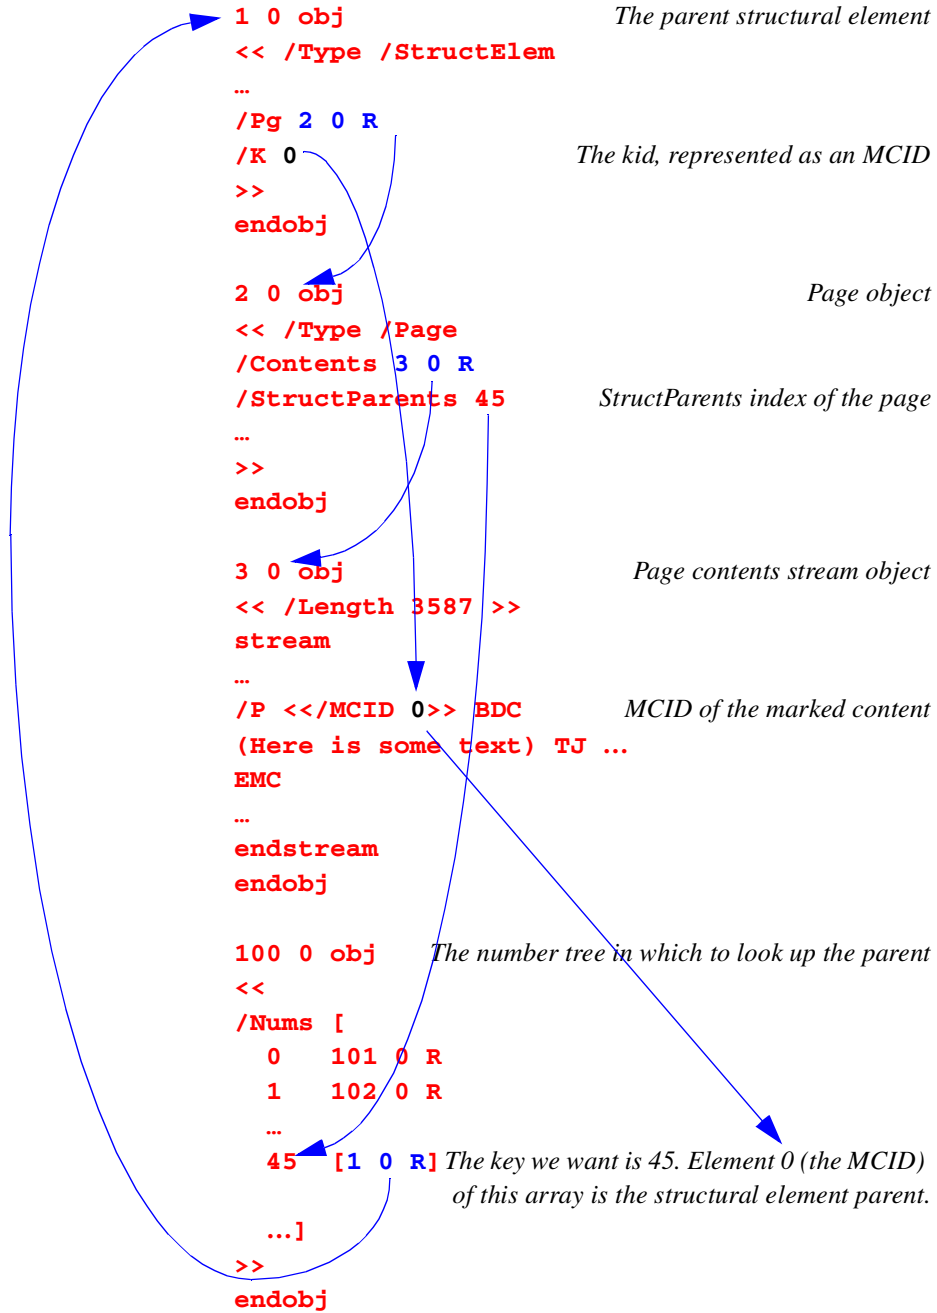 1 0 obj The parent structural element
<< /Type /StructElem
…
/Pg 2 0 R
/K 0 The kid, represented as an MCID
>>
endobj
2 0 obj Page object
<< /Type /Page
/Contents 3 0 R
/StructParents 45 StructParents index of the page
…
>>
endobj
3 0 obj Page contents stream object
<< /Length 3587 >>
stream
…
/P <</MCID 0>> BDC MCID of the marked content
(Here is some text) TJ …
EMC
…
endstream
endobj
100 0 obj The number tree in which to look up the parent
<<
/Nums [
0 101 0 R
1 102 0 R
…
45 [1 0 R] The key we want is 45. Element 0 (the MCID)
of this array is the structural element parent.
…]
>>
endobj